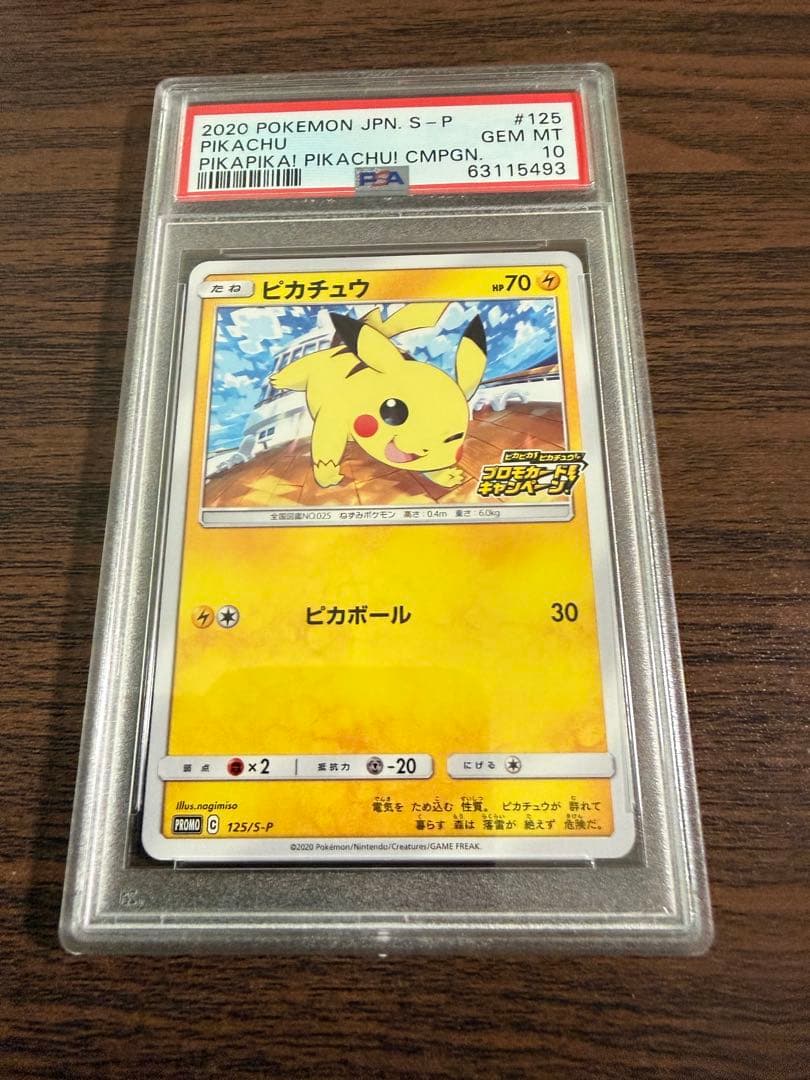 2020 POKEMON JPN. S-P #125
PIKACHU GEM MT
PIKAPIKA! PIKACHU! CMPGN. 10
PSA 63115493
たね ピカチュウ HP70
ピカピカ!ピカチュウ!
プロモカード
キャンペーン!
全国図鑑NO.025 ねずみポケモン 高さ:0.4m 重さ:6.0kg
ピカボール 30
弱点 ×2 抵抗力 -20 にげる
Illus.nagimiso
電気を ため込む 性質。 ピカチュウが 群れて
暮らす 森は 落雷が 絶えず 危険だ。
PROMO C 125/S-P
©2020 Pokémon/Nintendo/Creatures/GAME FREAK.